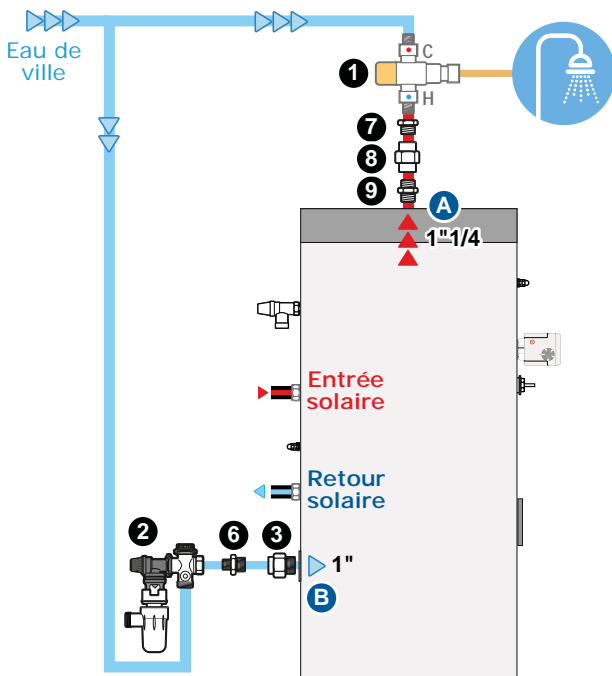 Eau de
ville
C
1
H
7
8
9
A
1"1/4
Entrée
solaire
Retour
solaire
2
6
3
1"
B